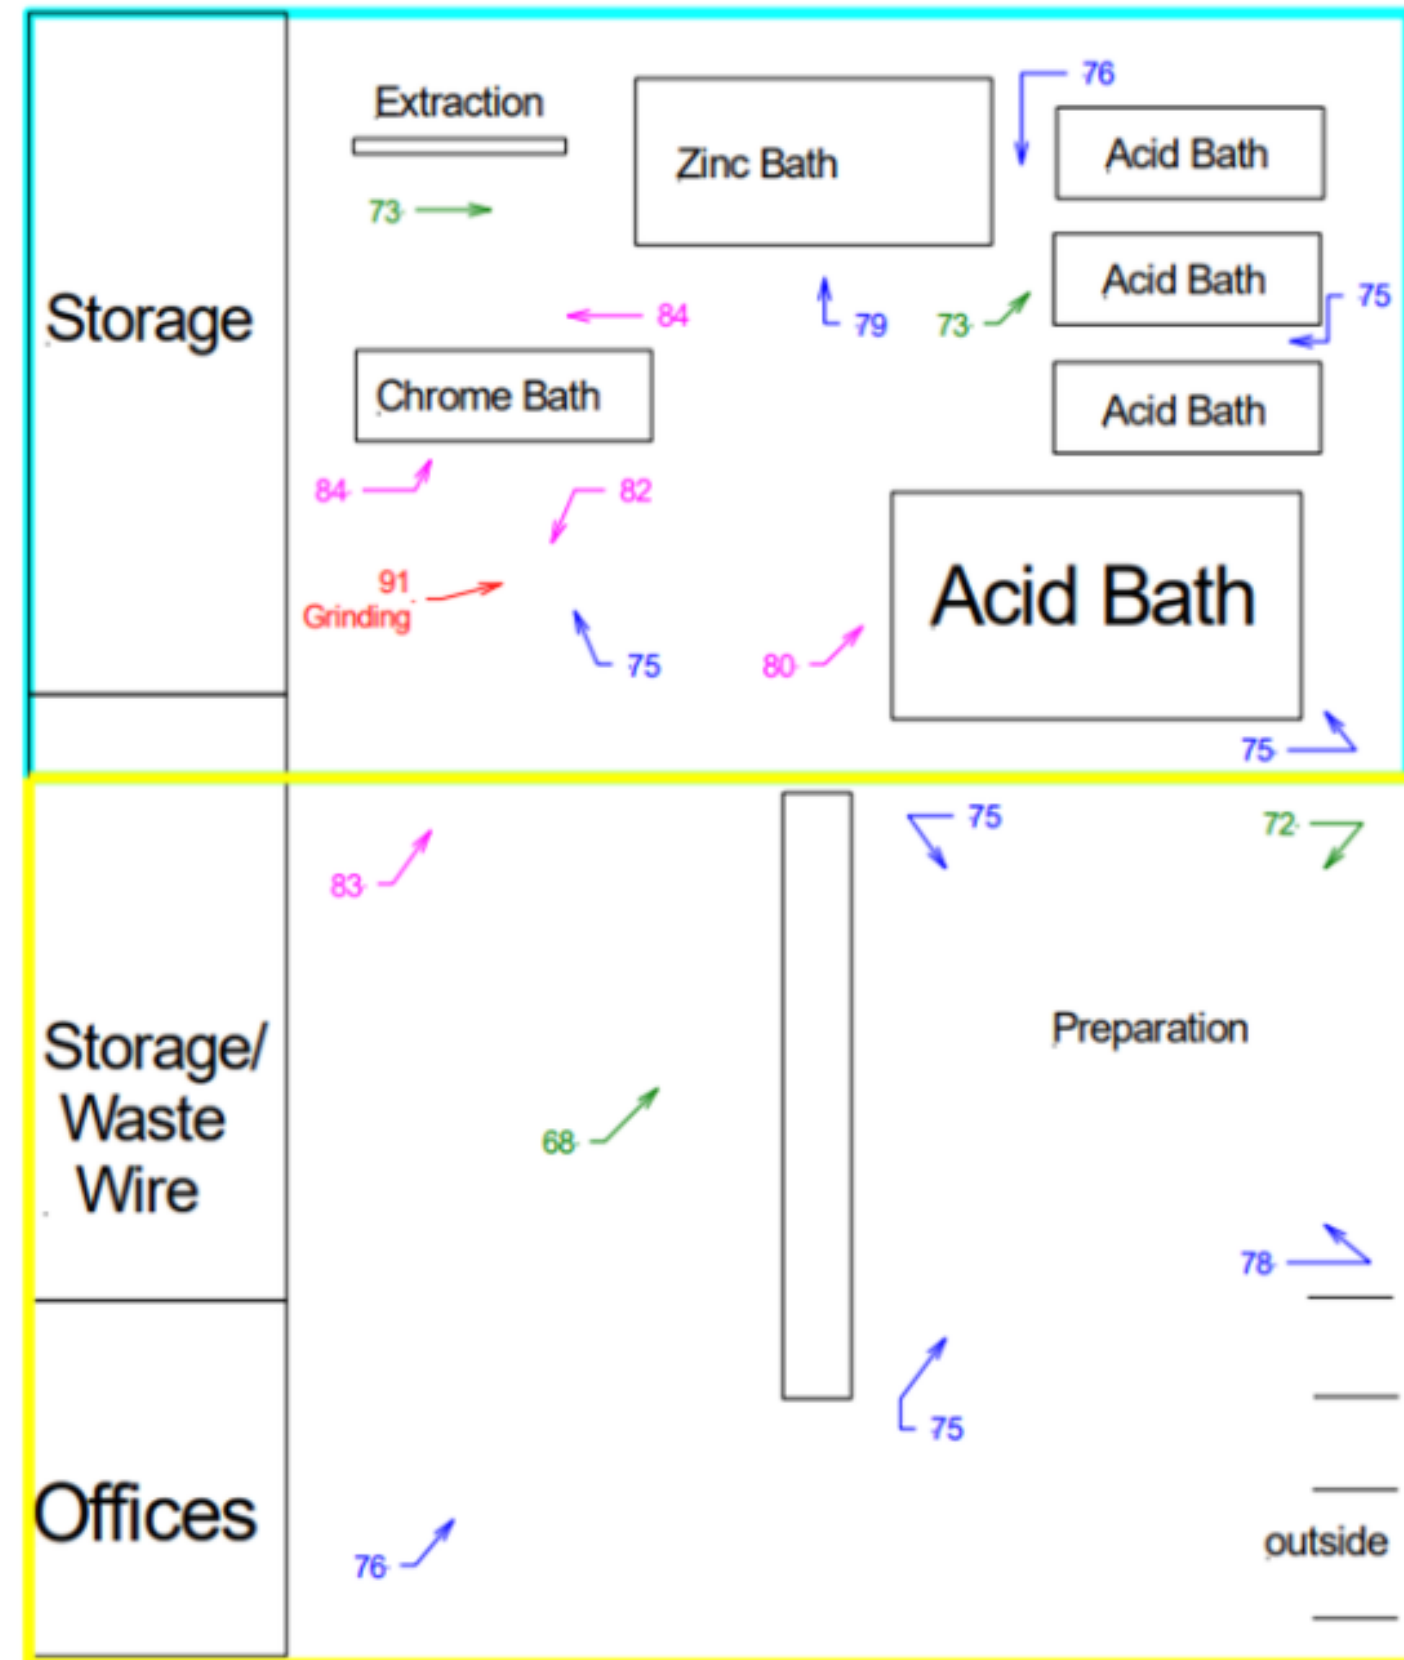 Extraction
76
Zinc Bath
Acid Bath
73
Storage
84
79
73
Acid Bath
75
Chrome Bath
Acid Bath
84
82
91
Grinding
75
80
Acid Bath
75
83
75
72
Storage/
Waste
Wire
Preparation
68
78
75
Offices
76
outside